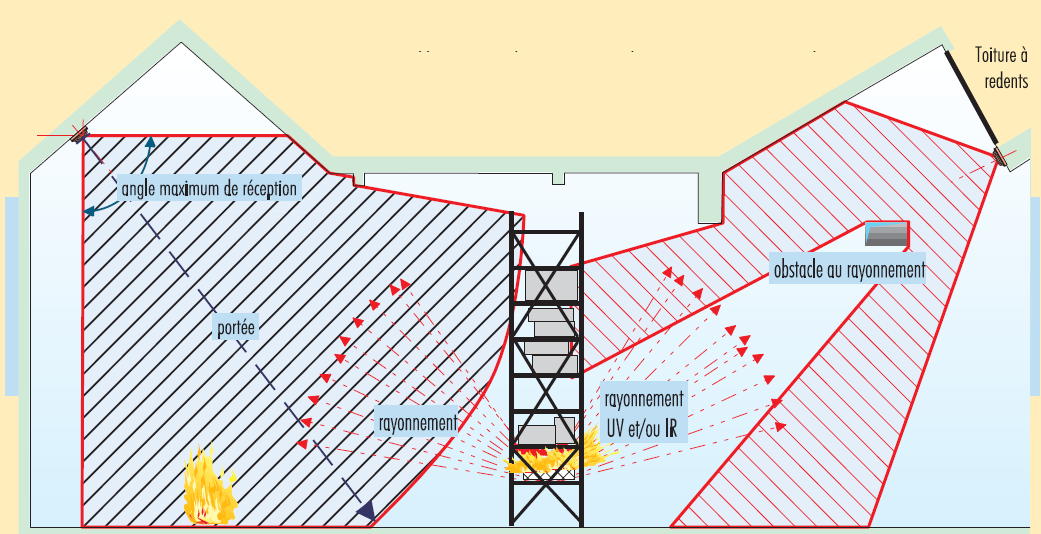 Toiture à
redents
angle maximum de réception
obstacle au rayonnement
portée
rayonnement
UV et/ou IR
rayonnement